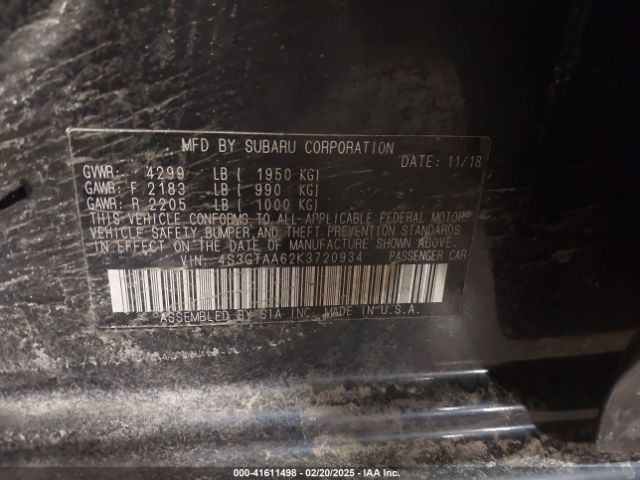 MFD BY SUBARU CORPORATION
DATE: 11/18
GVWR: 4299 LB ( 1950 KG)
GAWR: F 2183 LB ( 990 KG)
GAWR: R 2205 LB ( 1000 KG)
THIS VEHICLE CONFORMS TO ALL-APPLICABLE FEDERAL MOTOR
VEHICLE SAFETY, BUMPER AND THEFT PREVENTION STANDARDS
IN EFFECT ON THE DATE OF MANUFACTURE SHOWN ABOVE.
VIN: 4S3GTAA62K3720934 PASSENGER CAR
ASSEMBLED BY SIA INC. MADE IN U.S.A.
000-41611498 - 02/20/2025 - IAA Inc.